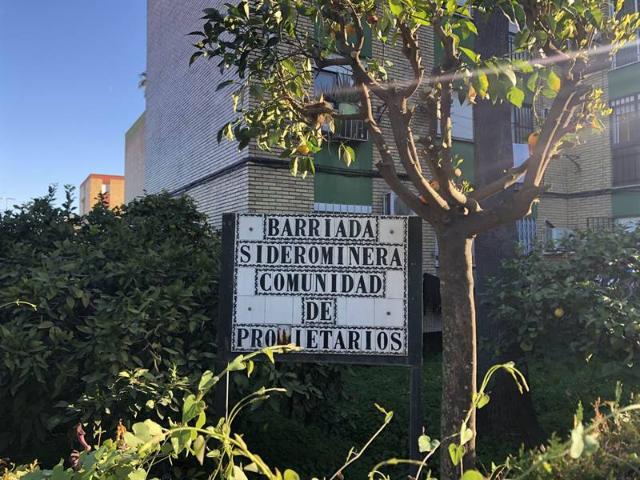 BARRIADA
SIDEROMINERA
COMUNIDAD
DE
PROPIETARIOS